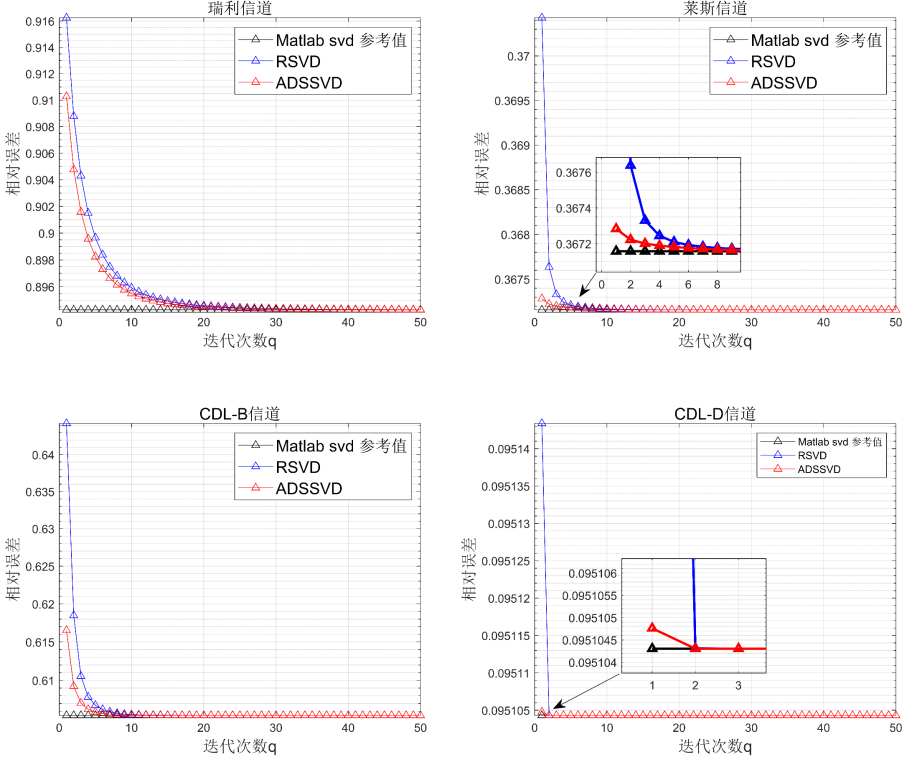 瑞利信道
0.916
0.914
0.912
0.91
0.908
0.906
0.904
0.902
0.9
0.898
0.896
相对误差
Matlab svd 参考值
RSVD
ADSSVD
0 10 20 30 40 50
迭代次数q
莱斯信道
0.37
0.3695
0.369
0.3685
0.368
0.3675
相对误差
Matlab svd 参考值
RSVD
ADSSVD
0.3676
0.3674
0.3672
0 2 4 6 8
0 10 20 30 40 50
迭代次数q
CDL-B信道
0.64
0.635
0.63
0.625
0.62
0.615
0.61
相对误差
Matlab svd 参考值
RSVD
ADSSVD
0 10 20 30 40 50
迭代次数q
CDL-D信道
0.09514
0.095135
0.09513
0.095125
0.09512
0.095115
0.09511
0.095105
相对误差
Matlab svd 参考值
RSVD
ADSSVD
0.095106
0.0951055
0.095105
0.0951045
0.095104
1 2 3
0 10 20 30 40 50
迭代次数q